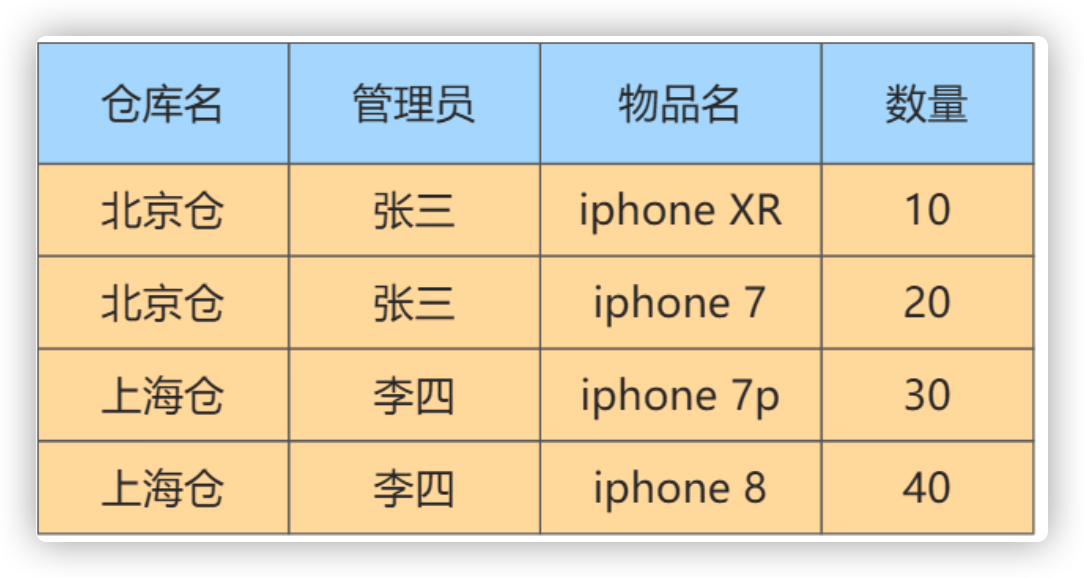 仓库名 管理员 物品名 数量
北京仓 张三 iphone XR 10
北京仓 张三 iphone 7 20
上海仓 李四 iphone 7p 30
上海仓 李四 iphone 8 40